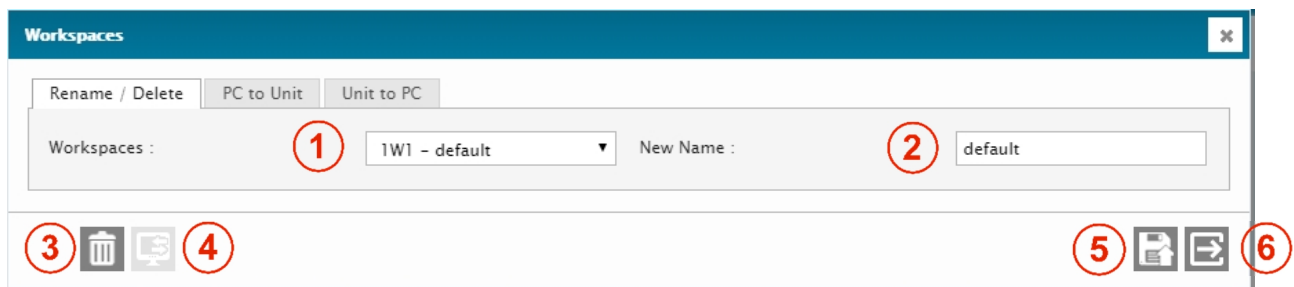 Workspaces
Rename / Delete PC to Unit Unit to PC
Workspaces : 1 1W1 - default New Name : 2 default
3 4 5 6